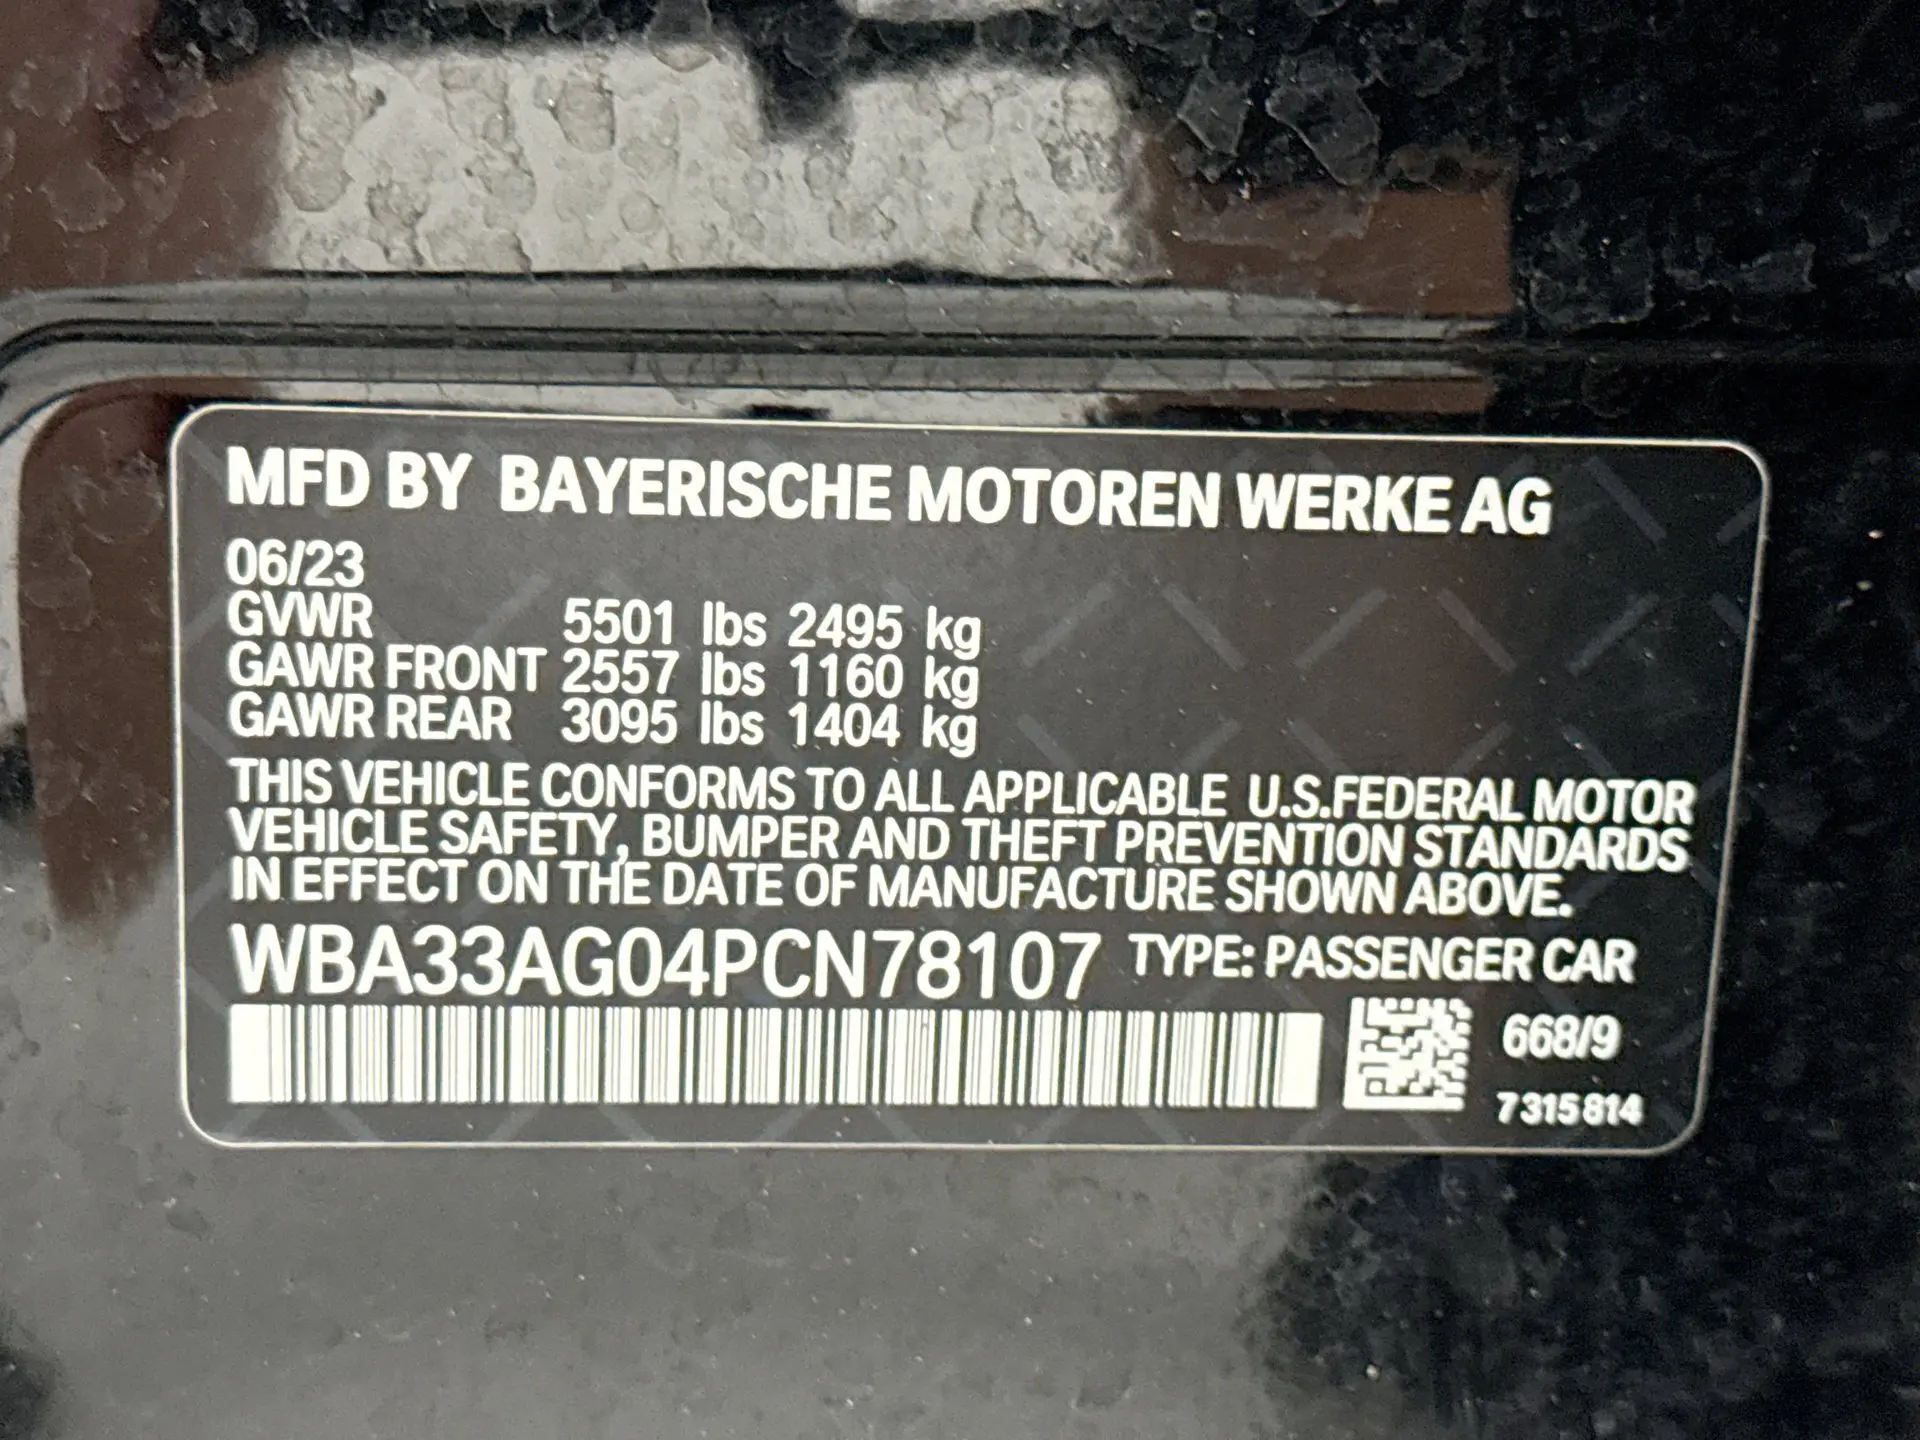 MFD BY BAYERISCHE MOTOREN WERKE AG
06/23
GVWR 5501 lbs 2495 kg
GAWR FRONT 2557 lbs 1160 kg
GAWR REAR 3095 lbs 1404 kg
THIS VEHICLE CONFORMS TO ALL APPLICABLE U.S.FEDERAL MOTOR
VEHICLE SAFETY, BUMPER AND THEFT PREVENTION STANDARDS
IN EFFECT ON THE DATE OF MANUFACTURE SHOWN ABOVE.
WBA33AG04PCN78107 TYPE: PASSENGER CAR
668/9
7315814